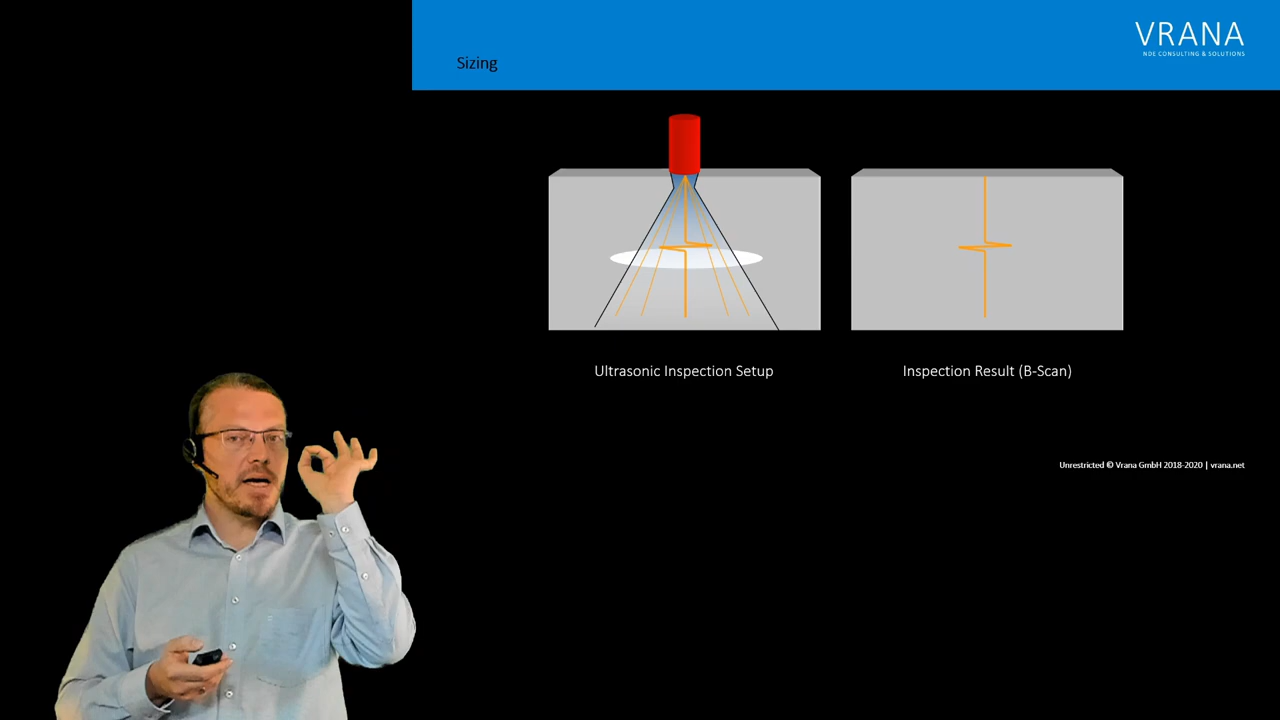 VRANA
NDE CONSULTING & SOLUTIONS
Sizing
Ultrasonic Inspection Setup
Inspection Result (B-Scan)
Unrestricted © Vrana GmbH 2018-2020 | vrana.net